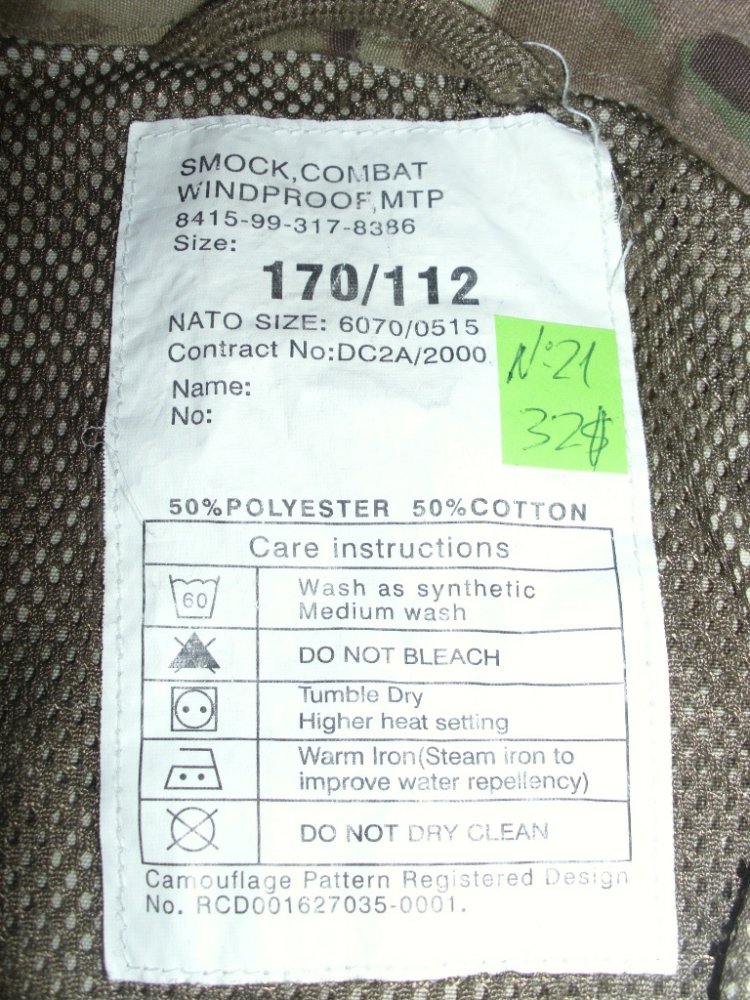 SMOCK,COMBAT
WINDPROOF,MTP
8415-99-317-8386
Size:
170/112
NATO SIZE: 6070/0515
Contract No:DC2A/2000
Name:
No:
No:21
32$
50%POLYESTER 50%COTTON
Care instructions
60
Wash as synthetic
Medium wash
DO NOT BLEACH
Tumble Dry
Higher heat setting
Warm Iron(Steam iron to
improve water repellency)
DO NOT DRY CLEAN
Camouflage Pattern Registered Design
No. RCD001627035-0001.